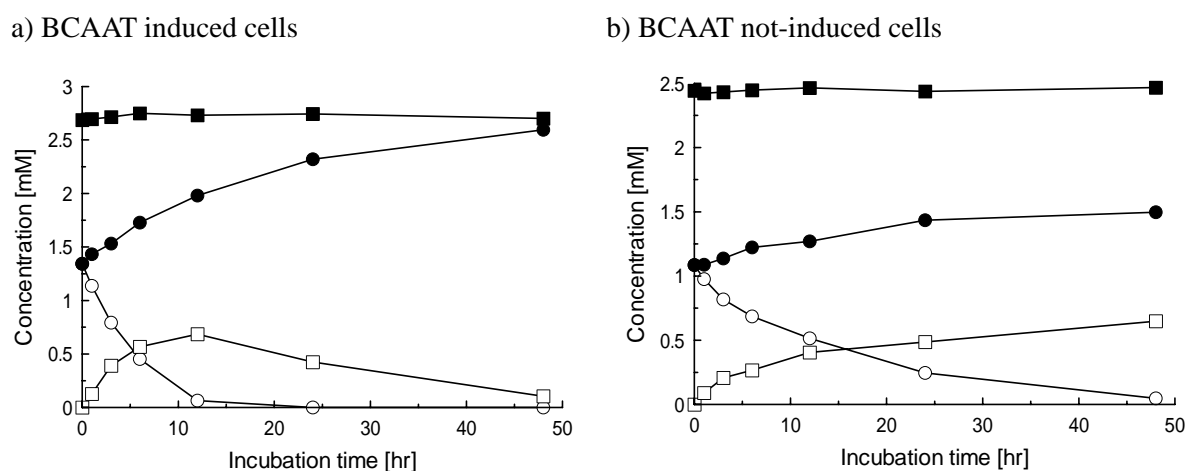 a) BCAAT induced cells
b) BCAAT not-induced cells
3
2.5
2
1.5
1
0.5
0
Concentration [mM]
0 10 20 30 40 50
Incubation time [hr]
2.5
2
1.5
1
0.5
0
Concentration [mM]
0 10 20 30 40 50
Incubation time [hr]